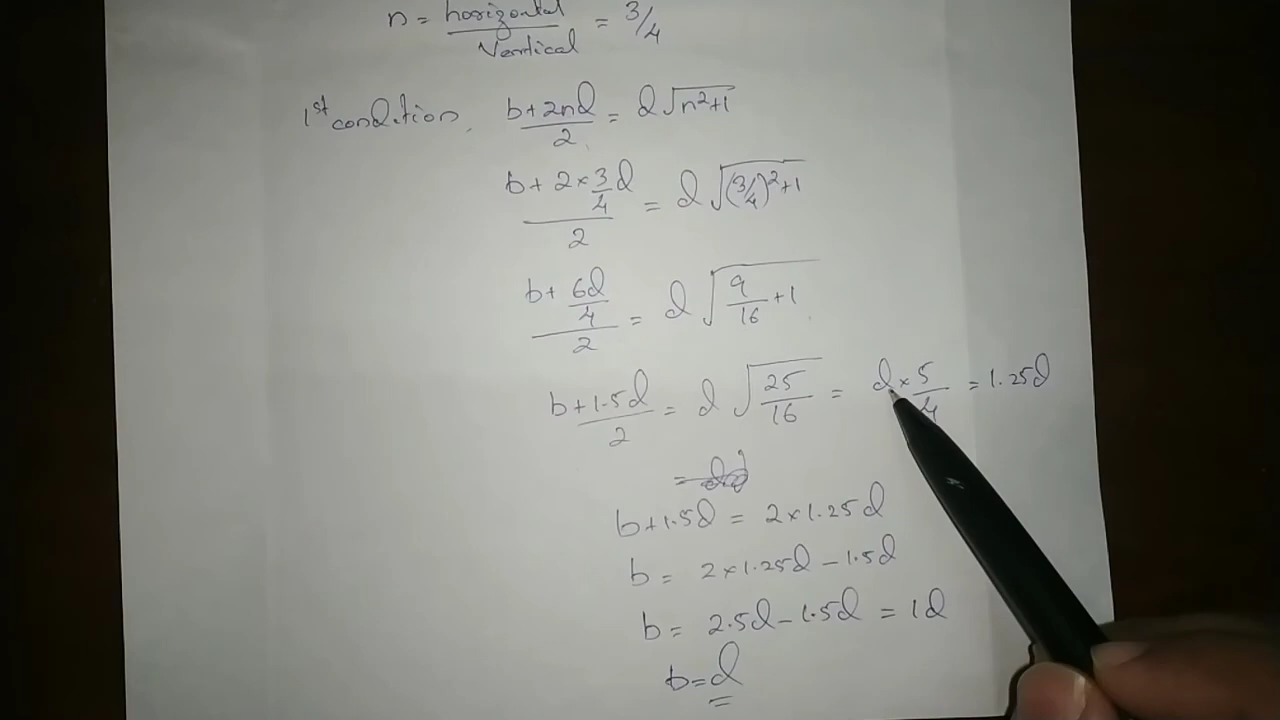 n = horizontal / Vertical = 3/4
1st condition, b+2nd / 2 = d √n²+1
b + 2 × 3/4 d / 2 = d √(3/4)²+1
b + 6d/4 / 2 = d √9/16 + 1
b+1.5d / 2 = d √25/16 = d × 5/4 = 1.25d
b+1.5d = 2×1.25d
b = 2×1.25d – 1.5d
b = 2.5d – 1.5d = 1d
b = d